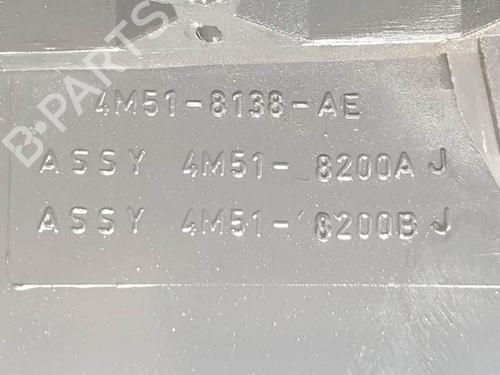 B-PARTS
4M51-8138-AE
ASSY 4M51- 8200A J
ASSY 4M51- 8200B J